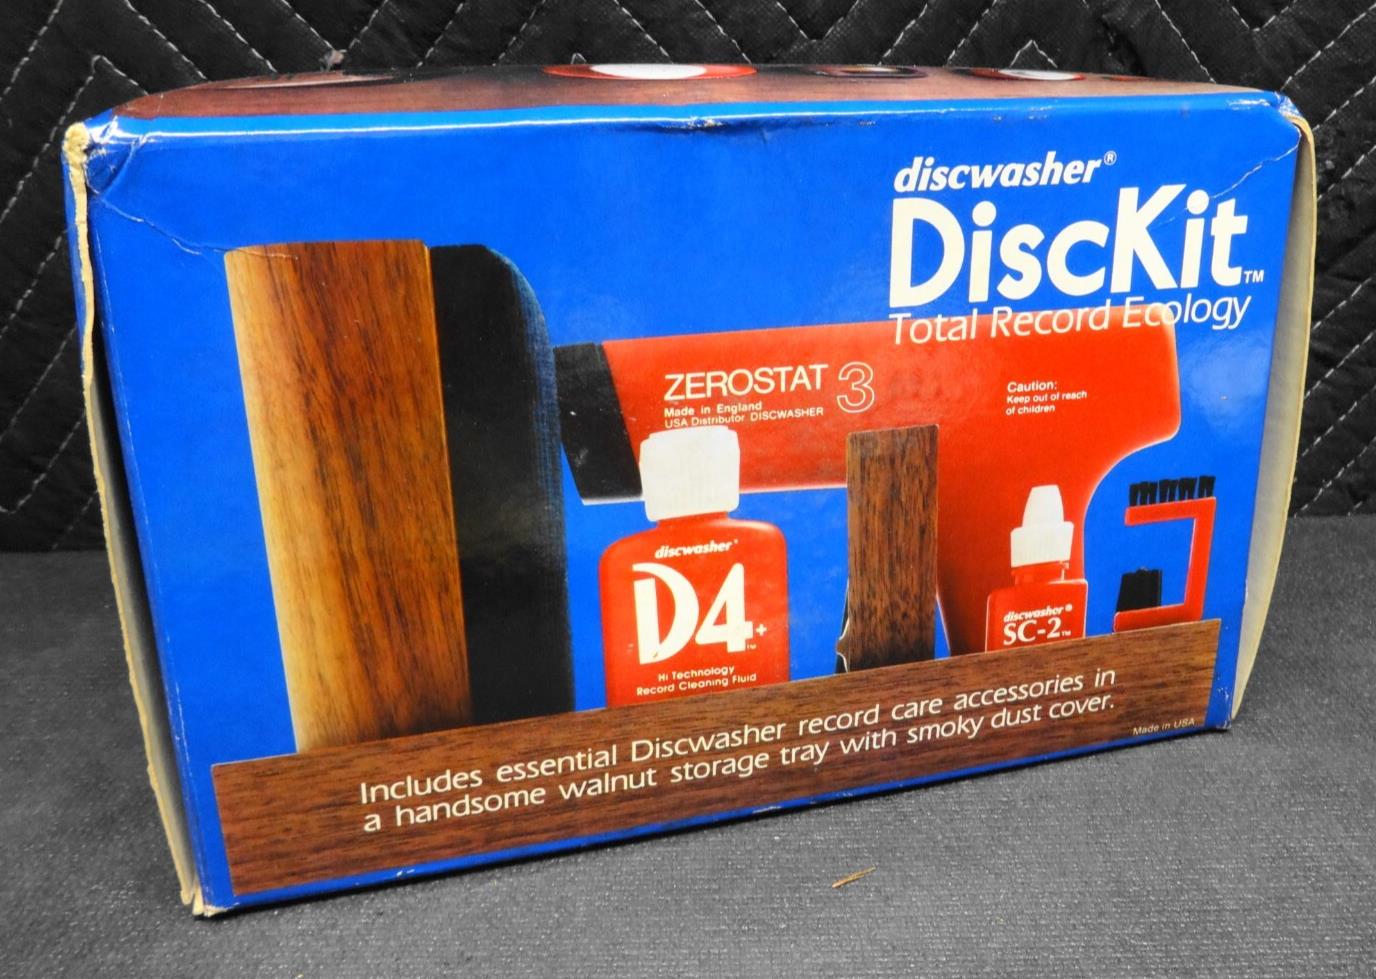 discwasher®
DiscKit™
Total Record Ecology
ZEROSTAT 3
Made in England
USA Distributor DISCWASHER
Caution:
Keep out of reach
of children
discwasher®
D4+™
Hi Technology
Record Cleaning Fluid
discwasher®
SC-2™
Includes essential Discwasher record care accessories in
a handsome walnut storage tray with smoky dust cover.
Made in USA